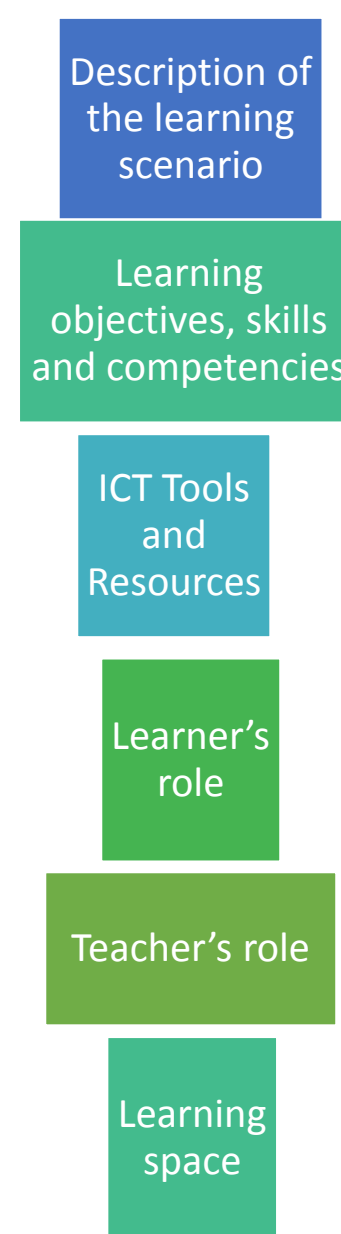 Description of
the learning
scenario
Learning
objectives, skills
and competencies
ICT Tools
and
Resources
Learner’s
role
Teacher’s role
Learning
space